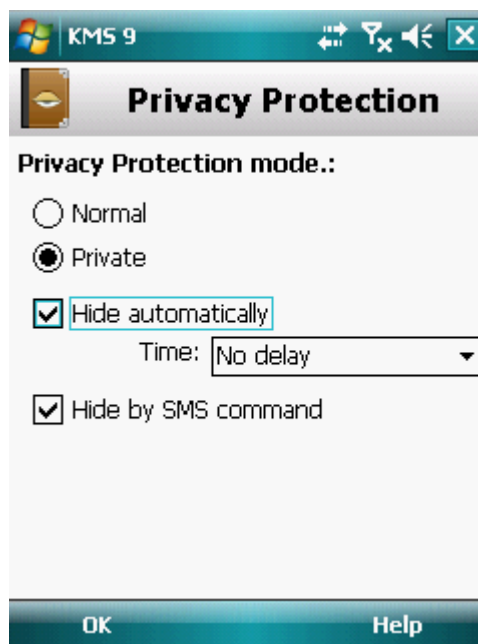 KMS 9
Privacy Protection
Privacy Protection mode.:
Normal
Private
Hide automatically
Time: No delay
Hide by SMS command
OK Help